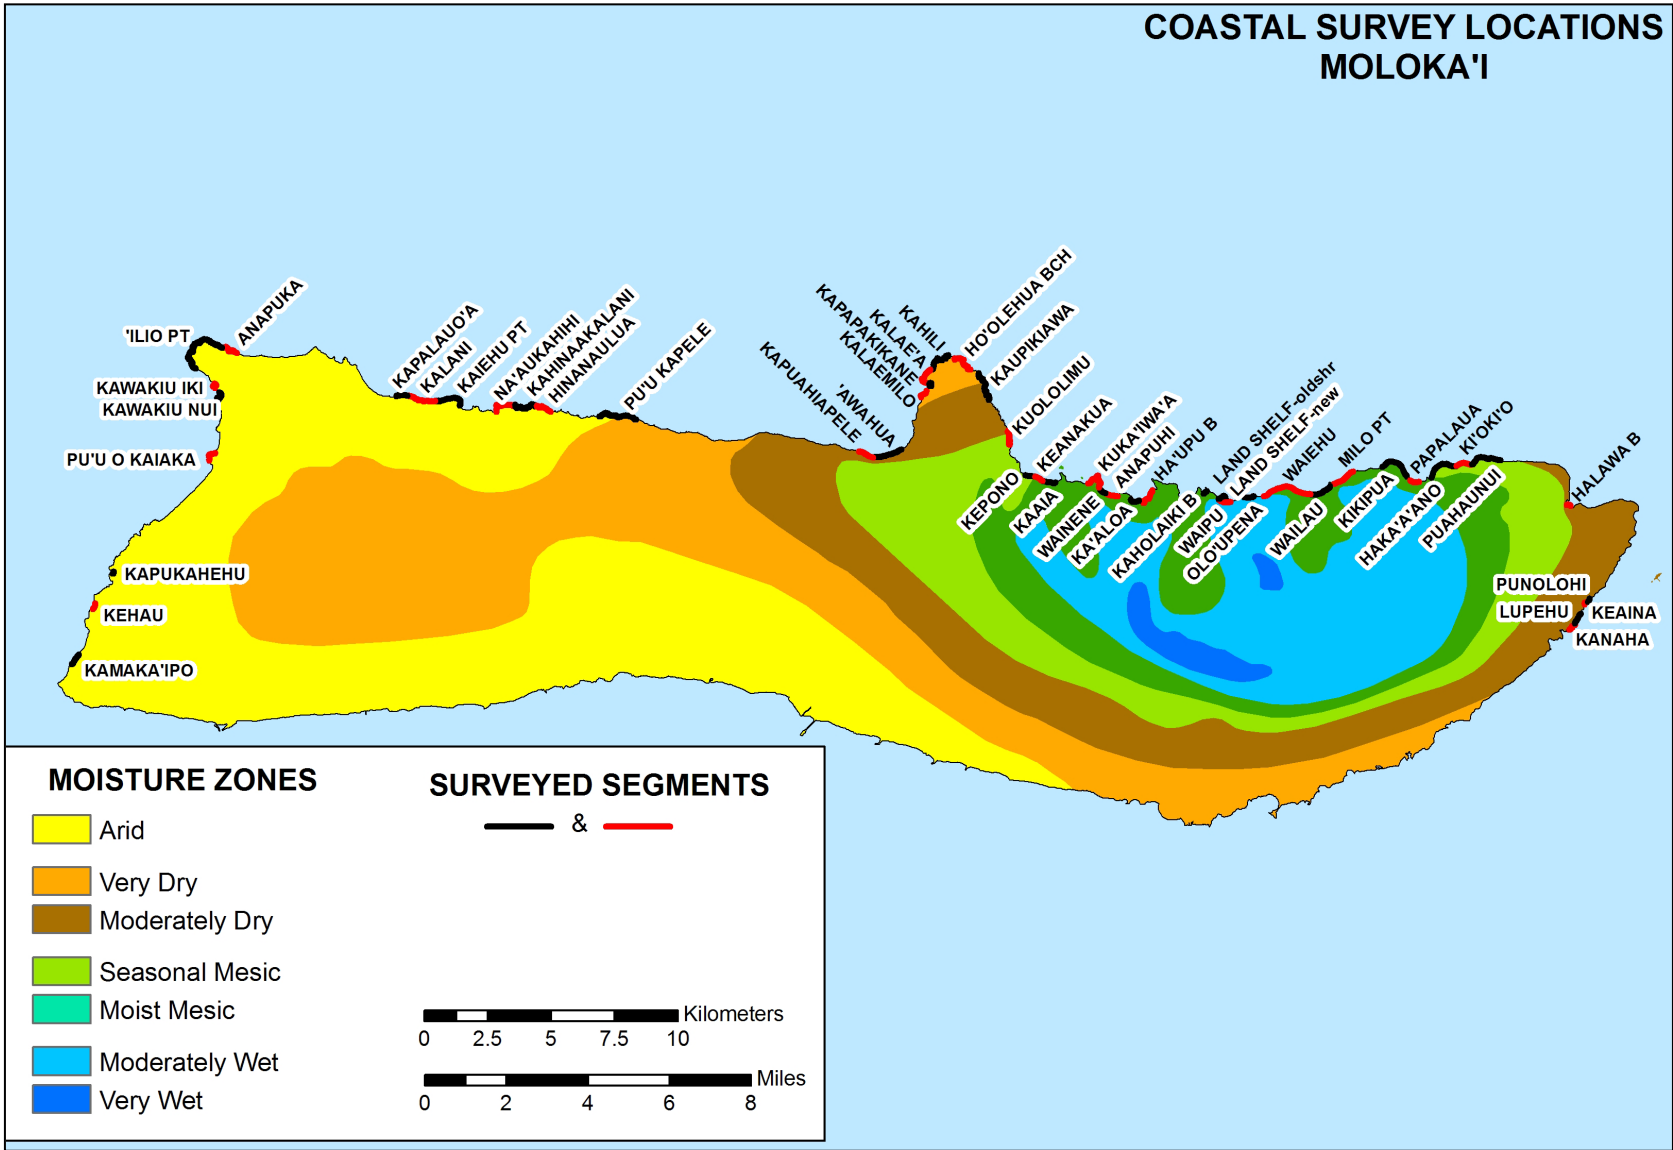 COASTAL SURVEY LOCATIONS
MOLOKA'I
'ILIO PT
ANAPUKA
KAWAKIU IKI
KAWAKIU NUI
PU'U O KAIAKA
KAPUKAHEHU
KEHAU
KAMAKA'IPO
KAPALAUO'A
KALANI
KAIEHU PT
NA'AUKAHIHI
KAHINAAKALANI
HINANAULUA
PU'U KAPELE
KAPUAHIAPELE
'AWAHUA
KALAEMILO
KAPAPAKIKANE
KALAE'A
KAHILI
HO'OLEHUA BCH
KAUPIKIAWA
KUOLOLIMU
KEPONO
KEANAKUA
KAAIA
WAINENE
KUKA'IWA'A
ANAPUHI
KA'ALOA
HA'UPU B
KAHOLAIKI B
LAND SHELF-oldshr
WAIPU
LAND SHELF-new
OLO'UPENA
WAIEHU
WAILAU
MILO PT
KIKIPUA
PAPALAUA
HAKA'A'ANO
KI'OKI'O
PUAHAUNUI
HALAWA B
PUNOLOHI
KEAINA
LUPEHU
KANAHA
MOISTURE ZONES
Arid
Very Dry
Moderately Dry
Seasonal Mesic
Moist Mesic
Moderately Wet
Very Wet
SURVEYED SEGMENTS
&
Kilometers
0 2.5 5 7.5 10
Miles
0 2 4 6 8